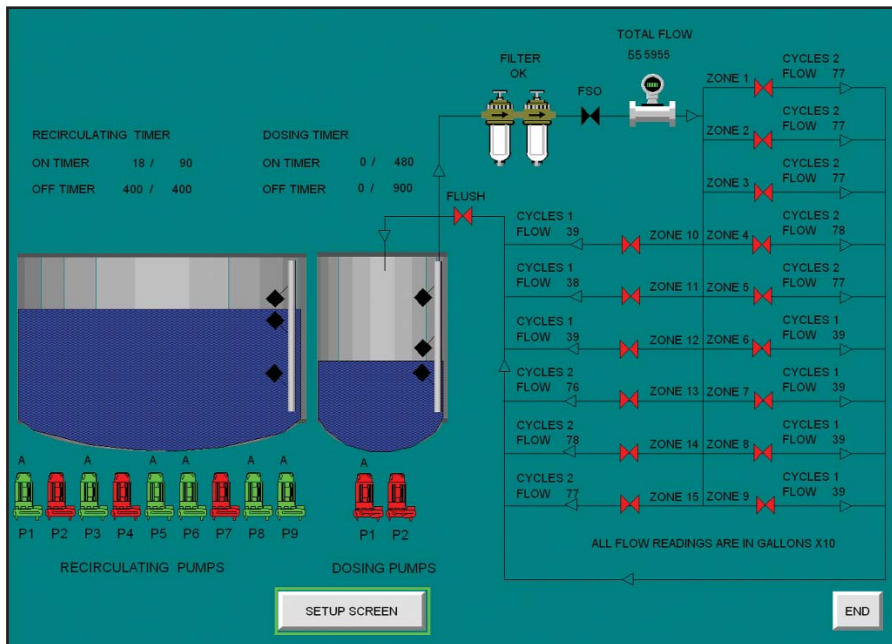 TOTAL FLOW
55 5955
FILTER
OK
FSO
RECIRCULATING TIMER
ON TIMER 18 / 90
OFF TIMER 400 / 400
DOSING TIMER
ON TIMER 0 / 480
OFF TIMER 0 / 900
FLUSH
ZONE 1
CYCLES 2
FLOW 77
ZONE 2
CYCLES 2
FLOW 77
ZONE 3
CYCLES 2
FLOW 77
CYCLES 1
FLOW 39
ZONE 10
ZONE 4
CYCLES 2
FLOW 78
CYCLES 1
FLOW 38
ZONE 11
ZONE 5
CYCLES 2
FLOW 77
CYCLES 1
FLOW 39
ZONE 12
ZONE 6
CYCLES 1
FLOW 39
CYCLES 2
FLOW 76
ZONE 13
ZONE 7
CYCLES 1
FLOW 39
CYCLES 2
FLOW 78
ZONE 14
ZONE 8
CYCLES 1
FLOW 39
CYCLES 2
FLOW 77
ZONE 15
ZONE 9
CYCLES 1
FLOW 39
A A A A A A
P1 P2 P3 P4 P5 P6 P7 P8 P9
RECIRCULATING PUMPS
A
P1 P2
DOSING PUMPS
ALL FLOW READINGS ARE IN GALLONS X10
SETUP SCREEN
END